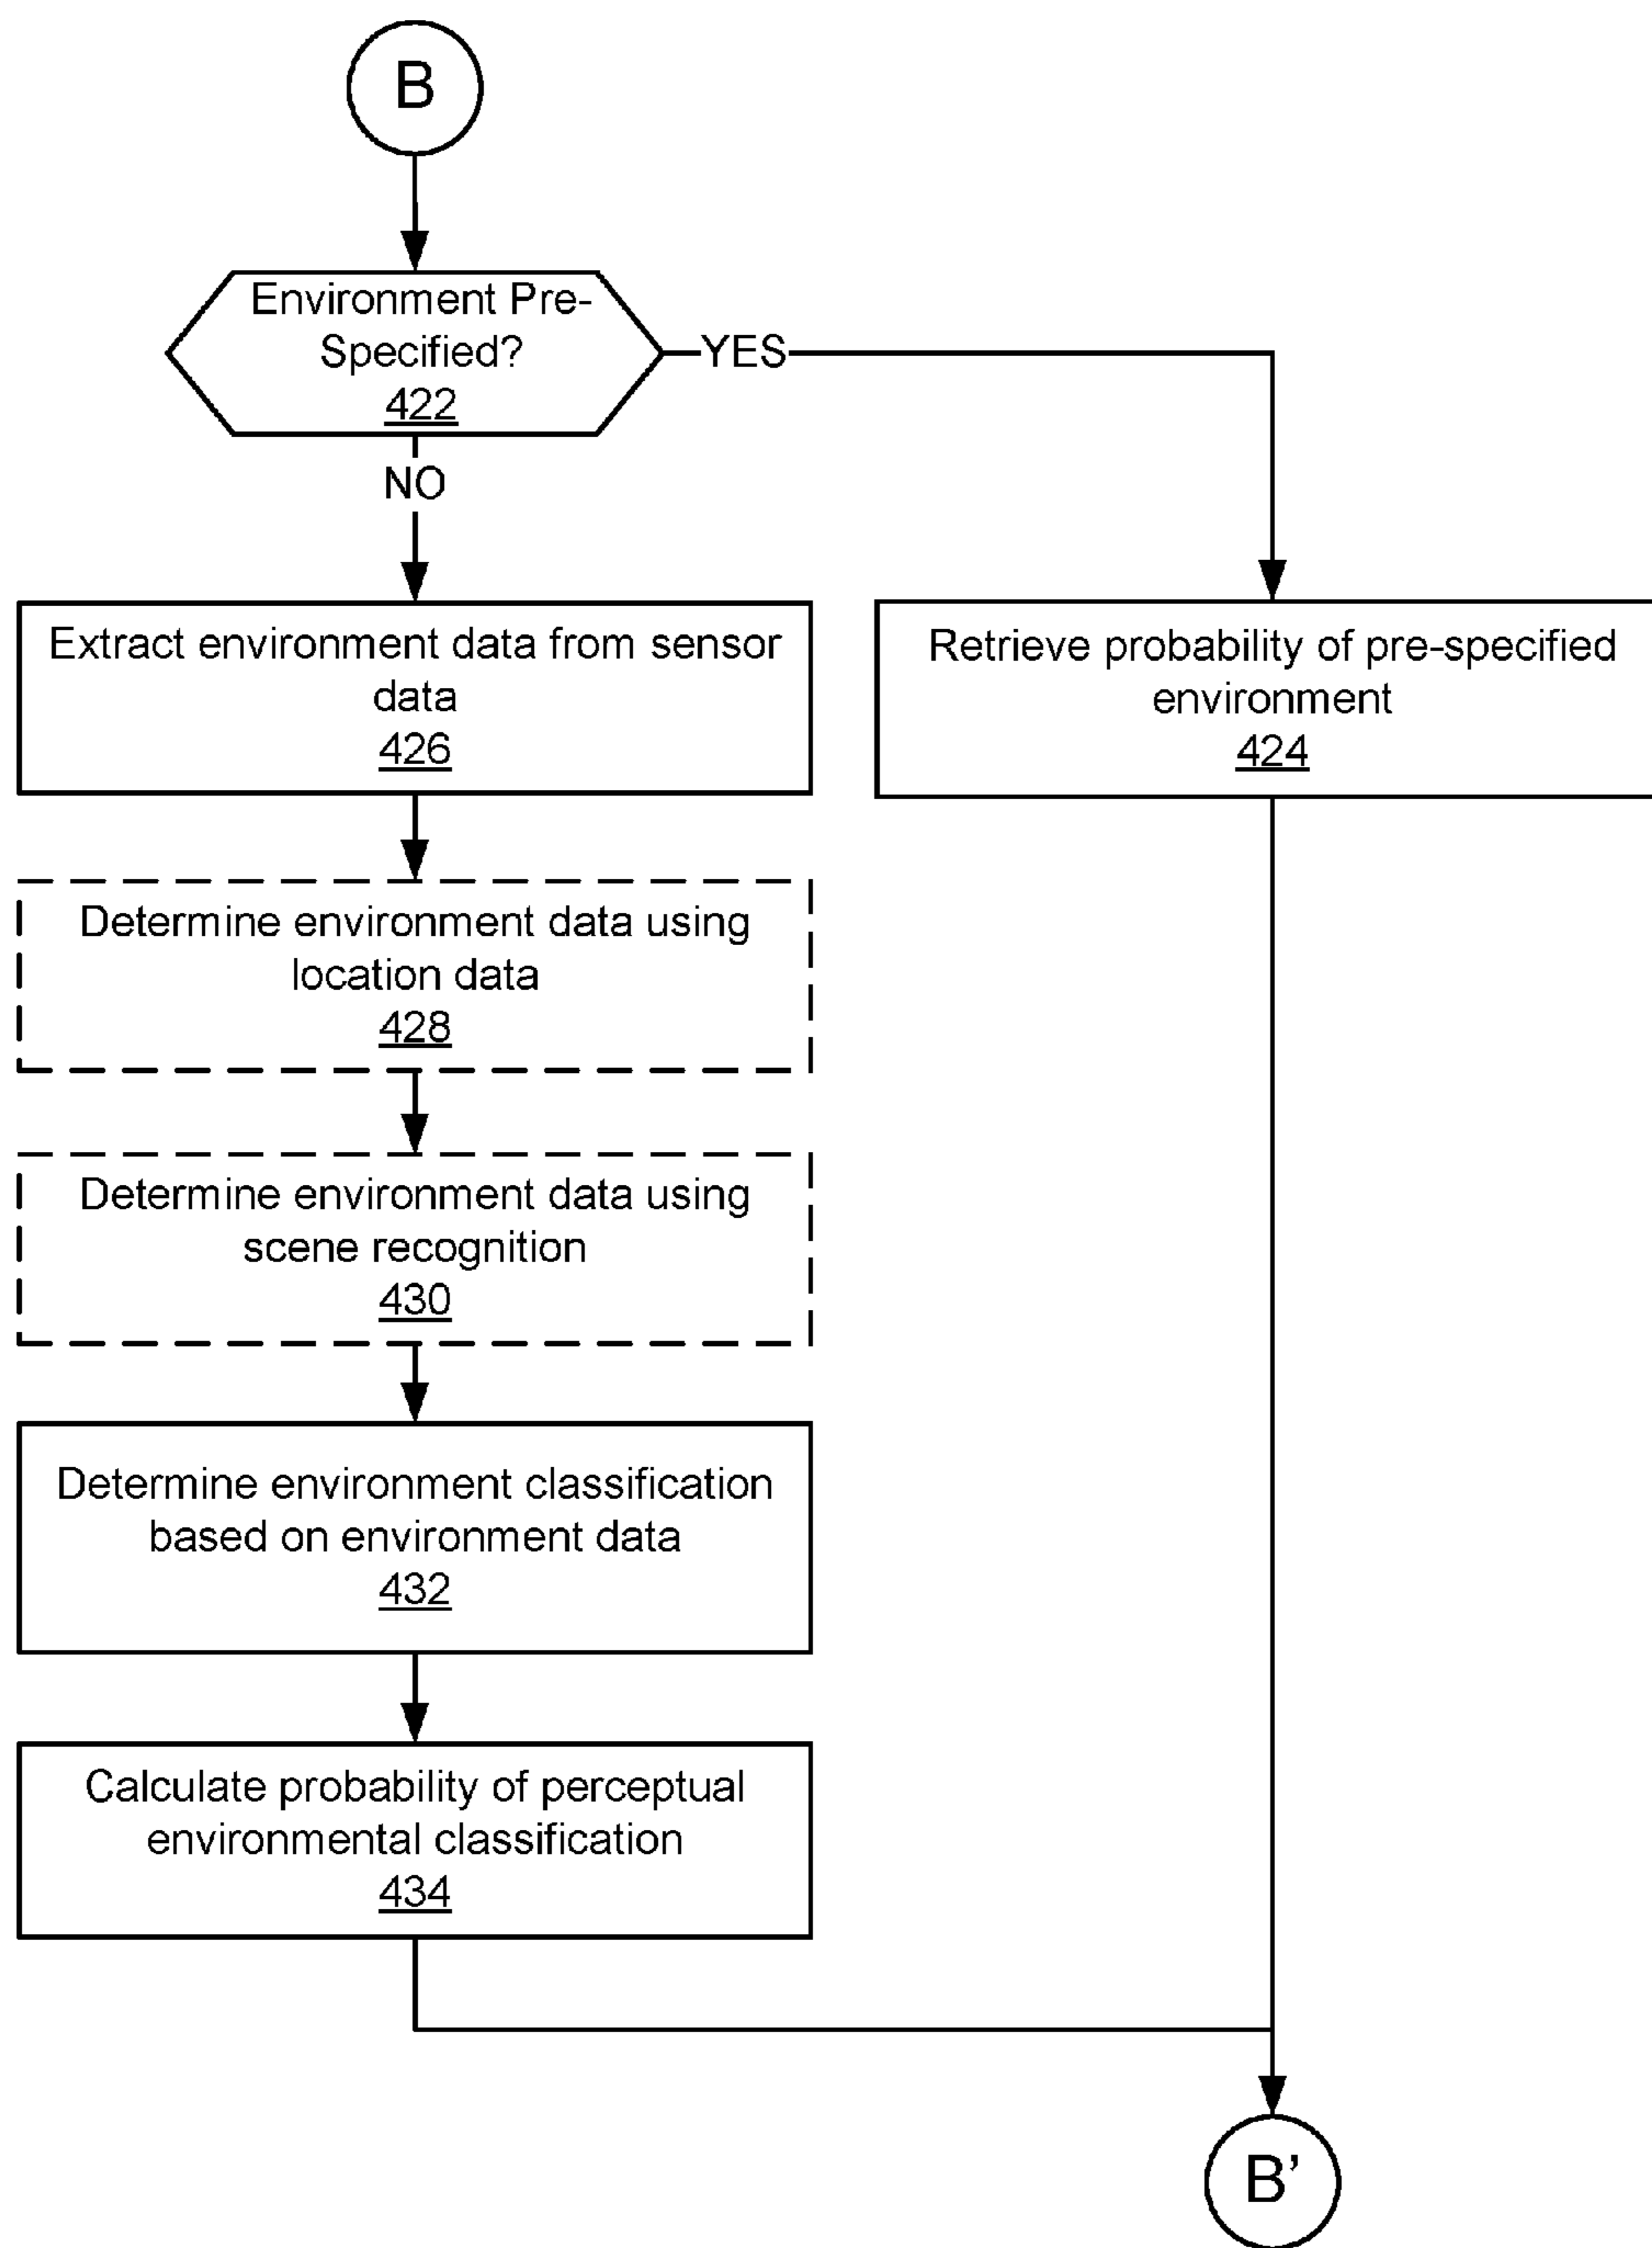 B
Environment Pre-
Specified?
422
YES
NO
Extract environment data from sensor
data
426
Retrieve probability of pre-specified
environment
424
Determine environment data using
location data
428
Determine environment data using
scene recognition
430
Determine environment classification
based on environment data
432
Calculate probability of perceptual
environmental classification
434
B’